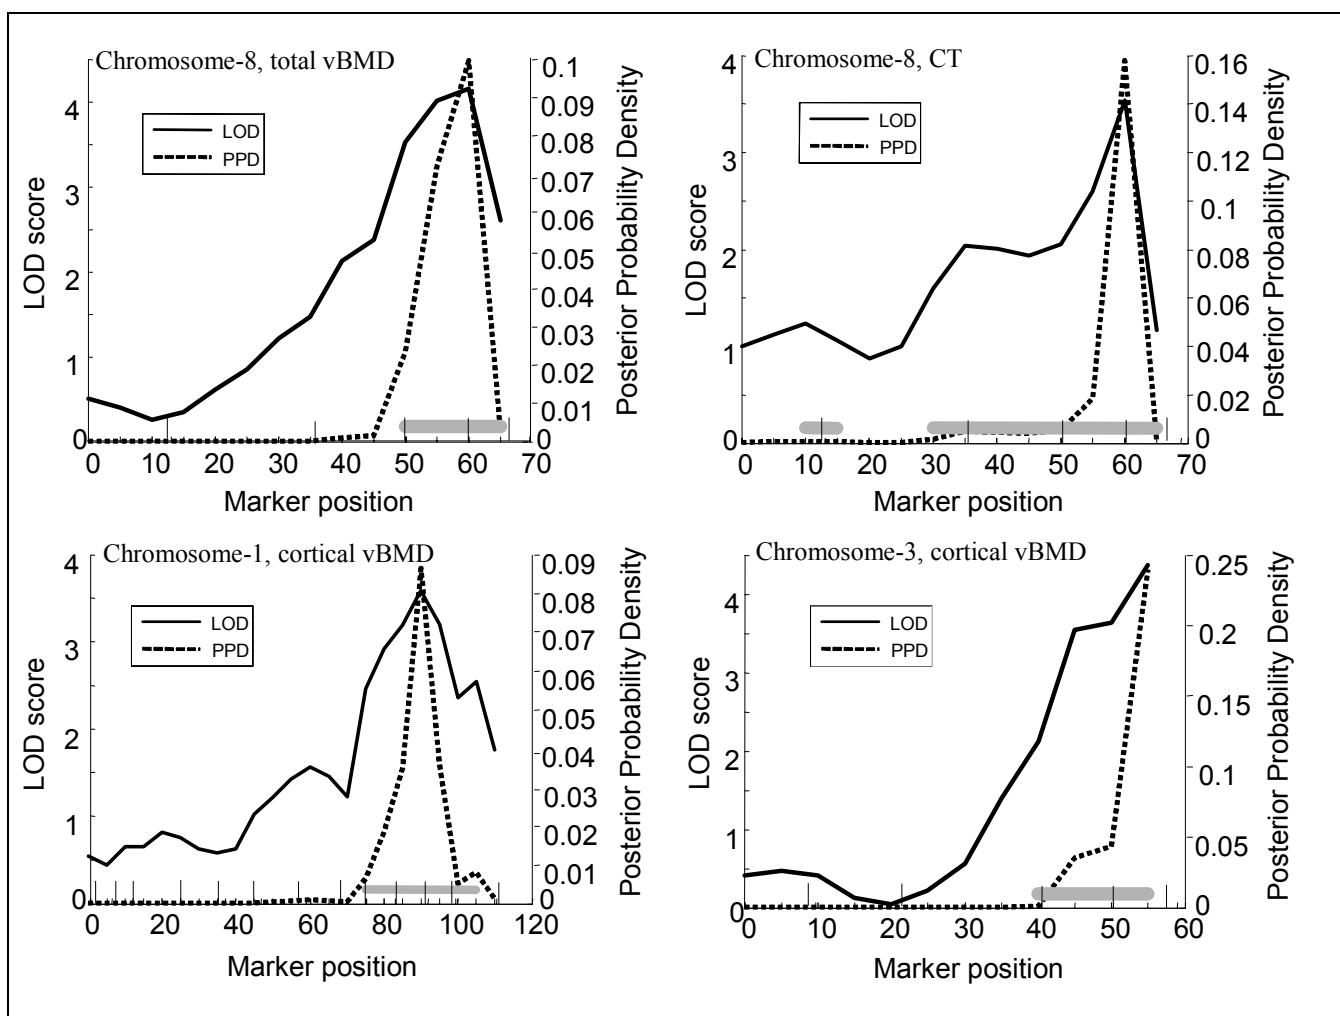 Chromosome-8, total vBMD
LOD
PPD
LOD score
4
3
2
1
0
0 10 20 30 40 50 60 70
Marker position
0.1
0.09
0.08
0.07
0.06
0.05
0.04
0.03
0.02
0.01
0
Posterior Probability Density
Chromosome-8, CT
LOD
PPD
LOD score
4
3
2
1
0
0 10 20 30 40 50 60 70
Marker position
0.16
0.14
0.12
0.1
0.08
0.06
0.04
0.02
0
Posterior Probability Density
Chromosome-1, cortical vBMD
LOD
PPD
LOD score
4
3
2
1
0
0 20 40 60 80 100 120
Marker position
0.09
0.08
0.07
0.06
0.05
0.04
0.03
0.02
0.01
0
Posterior Probability Density
Chromosome-3, cortical vBMD
LOD
PPD
LOD score
4
3
2
1
0
0 10 20 30 40 50 60
Marker position
0.25
0.2
0.15
0.1
0.05
0
Posterior Probability Density